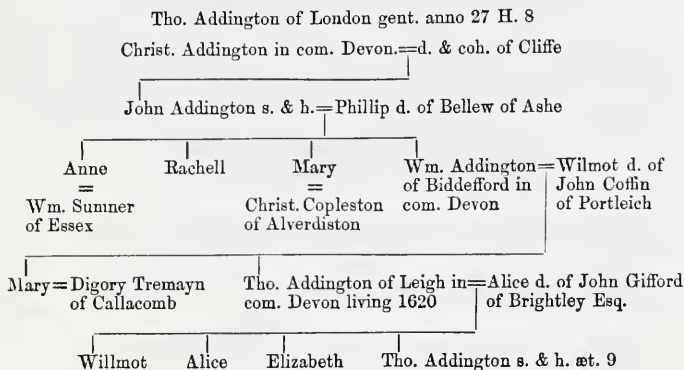 Tho. Addington of London gent. anno 27 H. 8
Christ. Addington in com. Devon.=d. & coh. of Cliffe
John Addington s. & h.=Phillip d. of Bellew of Ashe
Anne Rachell Mary Wm. Addington=Wilmot d. of
= = of Biddefford in John Coffin
Wm. Sumner Christ. Copleston com. Devon of Portleich
of Essex of Alverdiston
Mary=Digory Tremayn Tho. Addington of Leigh in=Alice d. of John Gifford
of Callacomb com. Devon living 1620 of Brightley Esq.
Willmot Alice Elizabeth Tho. Addington s. & h. æt. 9